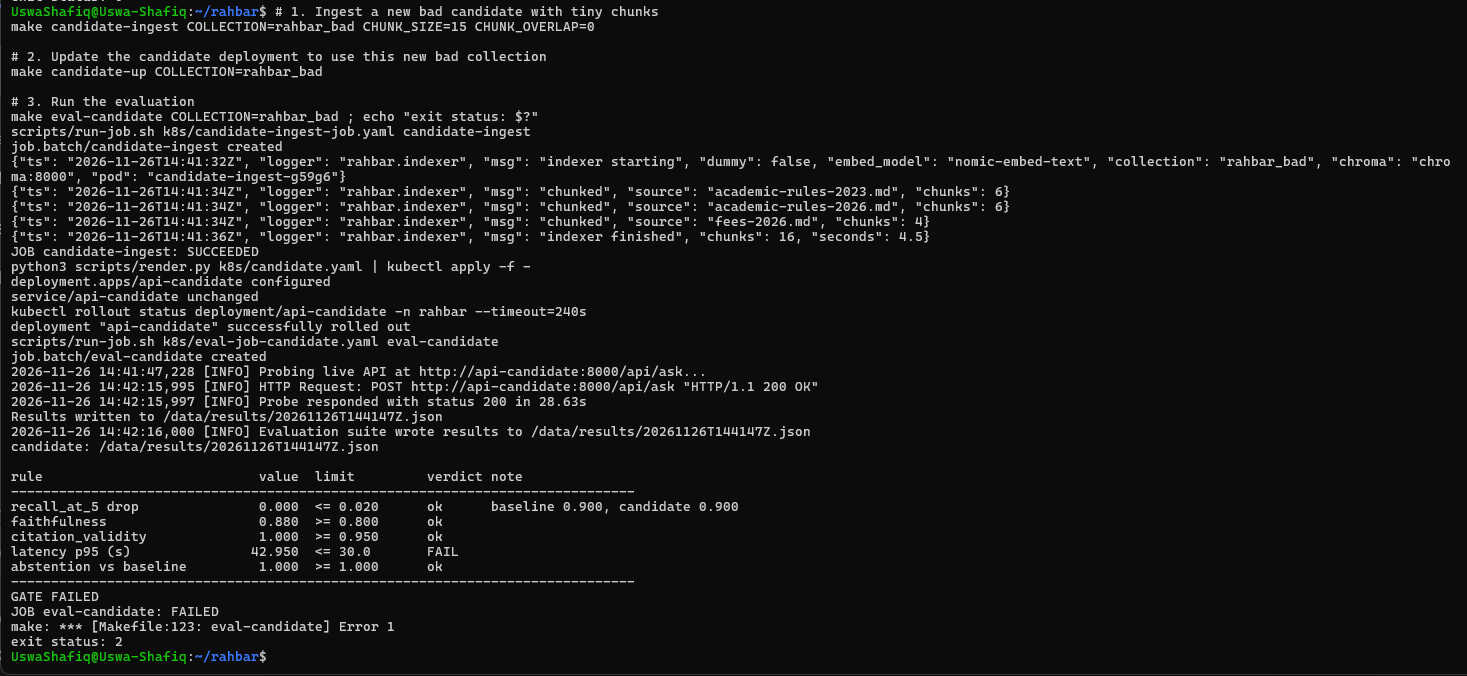 UswaShafiq@Uswa-Shafiq:~/rahbar$ # 1. Ingest a new bad candidate with tiny chunks
make candidate-ingest COLLECTION=rahbar_bad CHUNK_SIZE=15 CHUNK_OVERLAP=0
# 2. Update the candidate deployment to use this new bad collection
make candidate-up COLLECTION=rahbar_bad
# 3. Run the evaluation
make eval-candidate COLLECTION=rahbar_bad ; echo "exit status: $?"
scripts/run-job.sh k8s/candidate-ingest-job.yaml candidate-ingest
job.batch/candidate-ingest created
{"ts": "2026-11-26T14:41:32Z", "logger": "rahbar.indexer", "msg": "indexer starting", "dummy": false, "embed_model": "nomic-embed-text", "collection": "rahbar_bad", "chroma": "chro
ma:8000", "pod": "candidate-ingest-g59g6"}
{"ts": "2026-11-26T14:41:34Z", "logger": "rahbar.indexer", "msg": "chunked", "source": "academic-rules-2023.md", "chunks": 6}
{"ts": "2026-11-26T14:41:34Z", "logger": "rahbar.indexer", "msg": "chunked", "source": "academic-rules-2026.md", "chunks": 6}
{"ts": "2026-11-26T14:41:34Z", "logger": "rahbar.indexer", "msg": "chunked", "source": "fees-2026.md", "chunks": 4}
{"ts": "2026-11-26T14:41:36Z", "logger": "rahbar.indexer", "msg": "indexer finished", "chunks": 16, "seconds": 4.5}
JOB candidate-ingest: SUCCEEDED
python3 scripts/render.py k8s/candidate.yaml | kubectl apply -f -
deployment.apps/api-candidate configured
service/api-candidate unchanged
kubectl rollout status deployment/api-candidate -n rahbar --timeout=240s
deployment "api-candidate" successfully rolled out
scripts/run-job.sh k8s/eval-job-candidate.yaml eval-candidate
job.batch/eval-candidate created
2026-11-26 14:41:47,228 [INFO] Probing live API at http://api-candidate:8000/api/ask...
2026-11-26 14:42:15,995 [INFO] HTTP Request: POST http://api-candidate:8000/api/ask "HTTP/1.1 200 OK"
2026-11-26 14:42:15,997 [INFO] Probe responded with status 200 in 28.63s
Results written to /data/results/20261126T144147Z.json
2026-11-26 14:42:16,000 [INFO] Evaluation suite wrote results to /data/results/20261126T144147Z.json
candidate: /data/results/20261126T144147Z.json
rule value limit verdict note
------------------------------------------------------------------------------
recall_at_5 drop 0.000 <= 0.020 ok baseline 0.900, candidate 0.900
faithfulness 0.880 >= 0.800 ok
citation_validity 1.000 >= 0.950 ok
latency p95 (s) 42.950 <= 30.0 FAIL
abstention vs baseline 1.000 >= 1.000 ok
------------------------------------------------------------------------------
GATE FAILED
JOB eval-candidate: FAILED
make: *** [Makefile:123: eval-candidate] Error 1
exit status: 2
UswaShafiq@Uswa-Shafiq:~/rahbar$